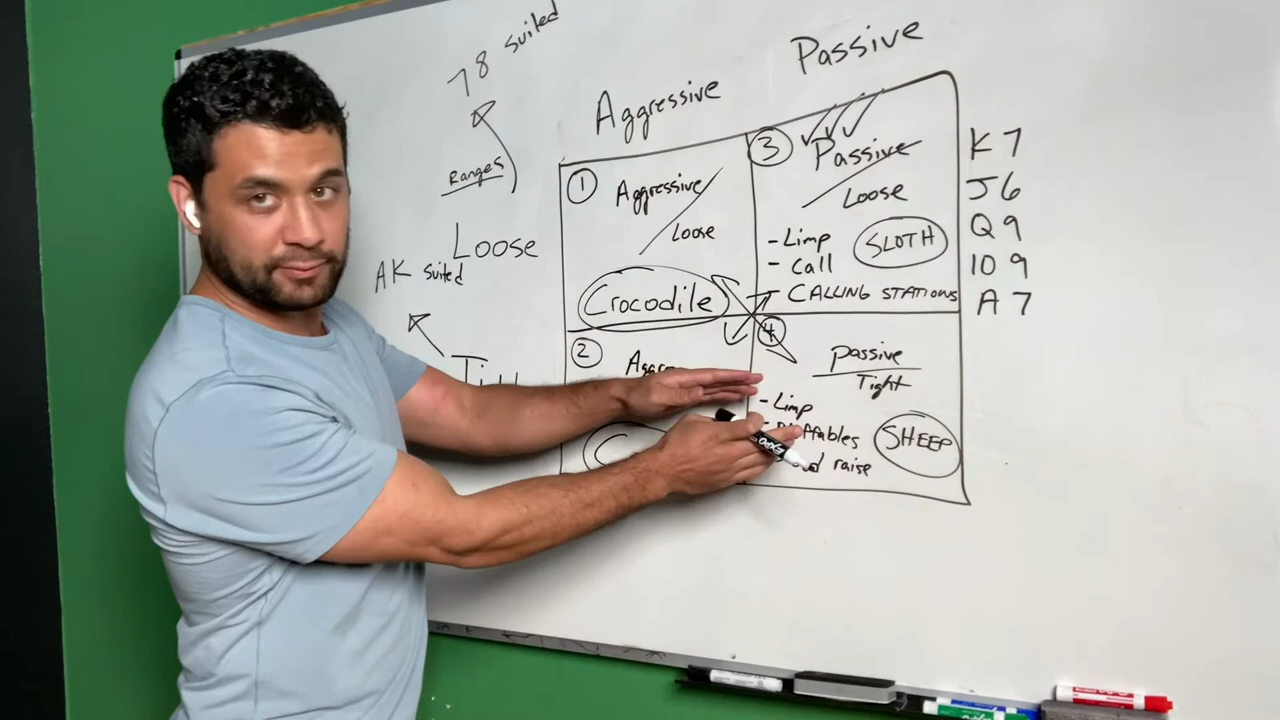 78 suited
Ranges
Loose
AK suited
Aggressive
Passive
1
Aggressive
Loose
Crocodile
2
3
Passive
Loose
-Limp
-Call
SLOTH
- CALLING STATIONS
4
passive
Tight
-Limp
raise
SHEEP
K7
J6
Q9
109
A7
EXPO